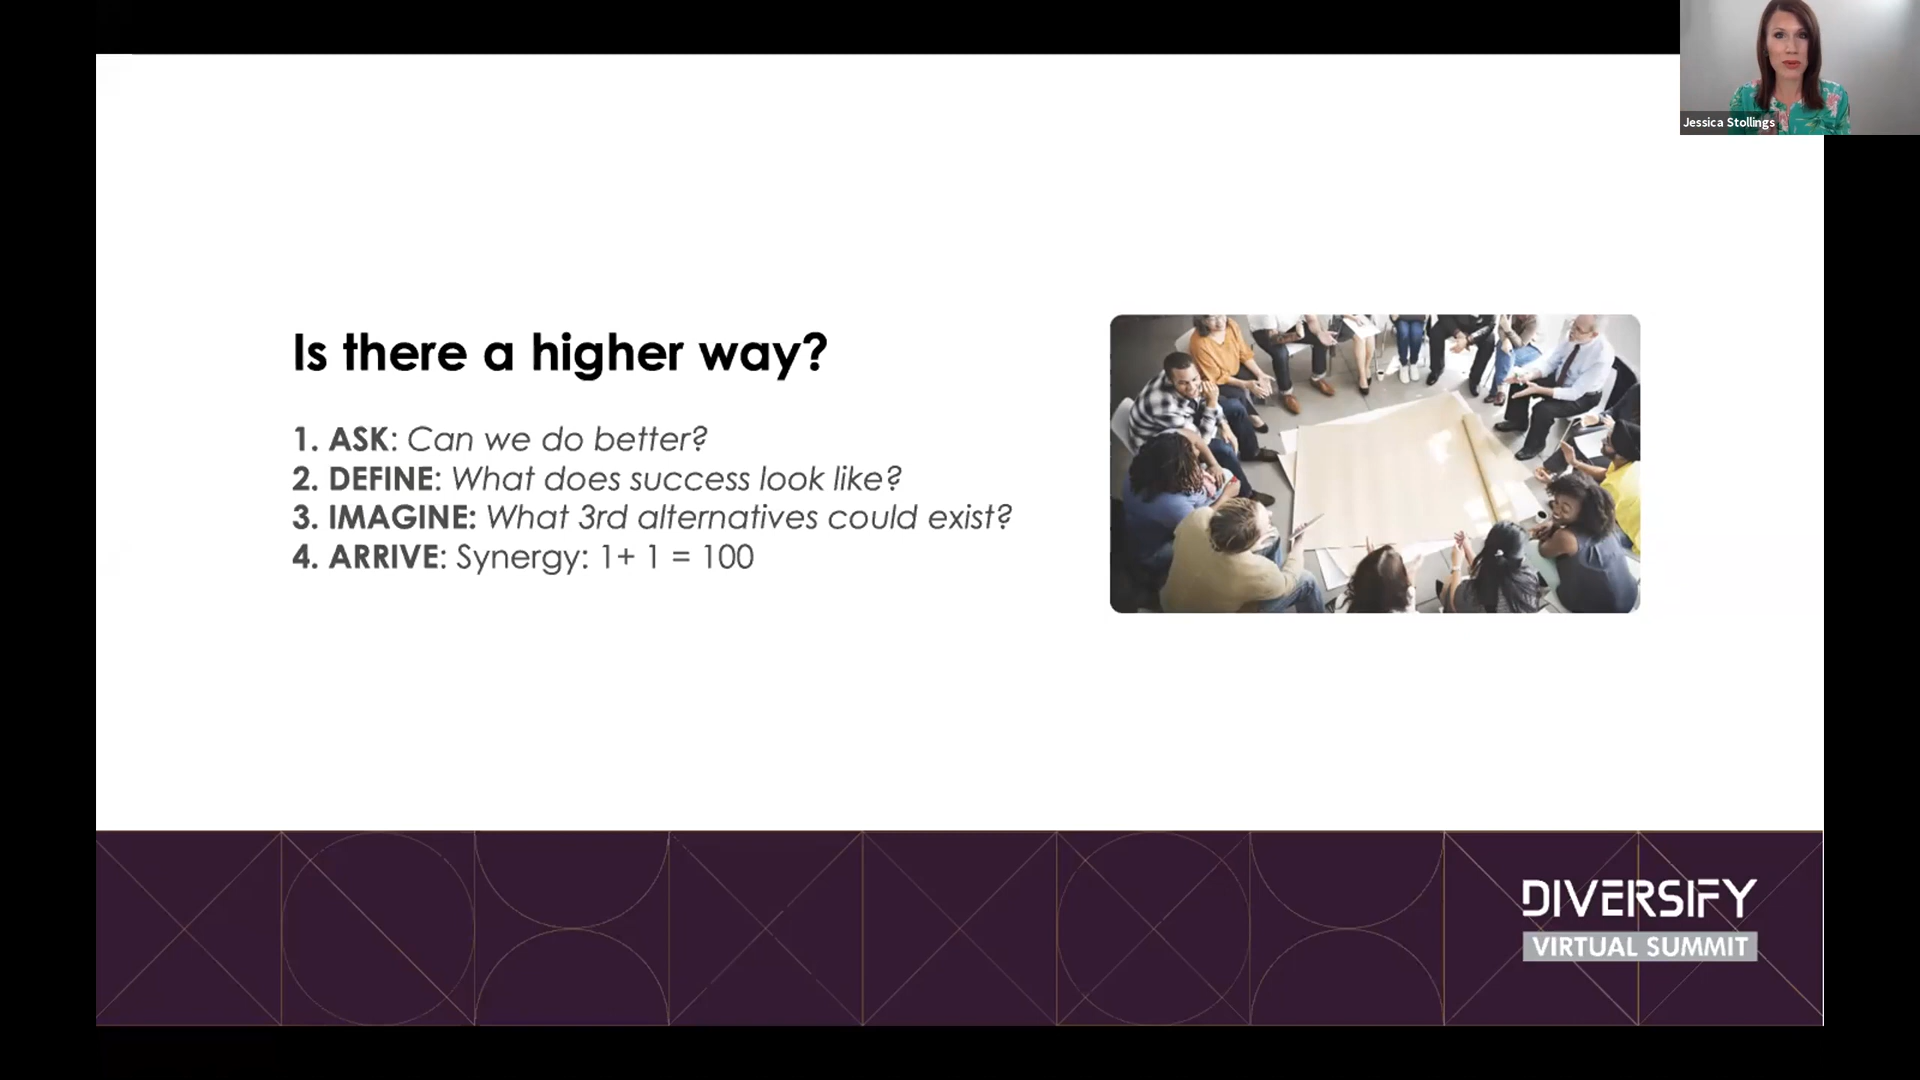 Jessica Stollings
Is there a higher way?
1. ASK: Can we do better?
2. DEFINE: What does success look like?
3. IMAGINE: What 3rd alternatives could exist?
4. ARRIVE: Synergy: 1+ 1 = 100
DIVERSIFY
VIRTUAL SUMMIT